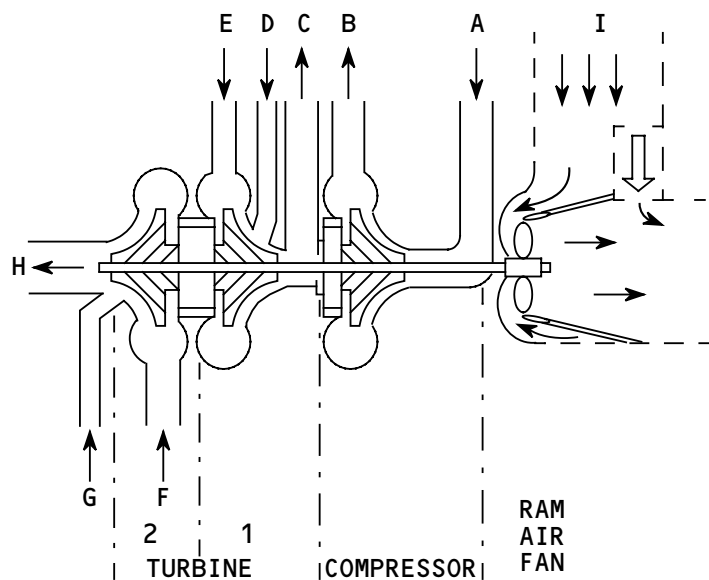 E D C B A I
H
G F
2 1
TURBINE COMPRESSOR
RAM
AIR
FAN